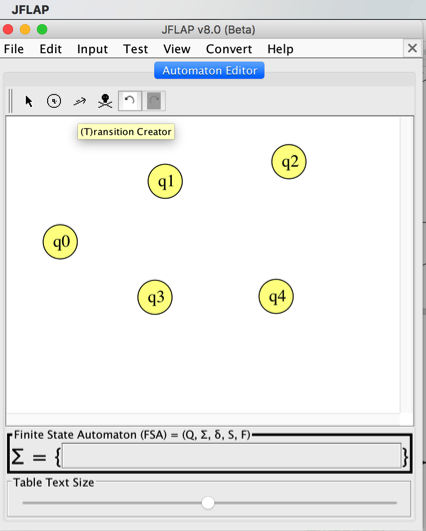 JFLAP
JFLAP v8.0 (Beta)
File Edit Input Test View Convert Help
Automaton Editor
(T)ransition Creator
q2
q1
q0
q3 q4
Finite State Automaton (FSA) = (Q, Σ, δ, S, F)
Σ = { }
Table Text Size